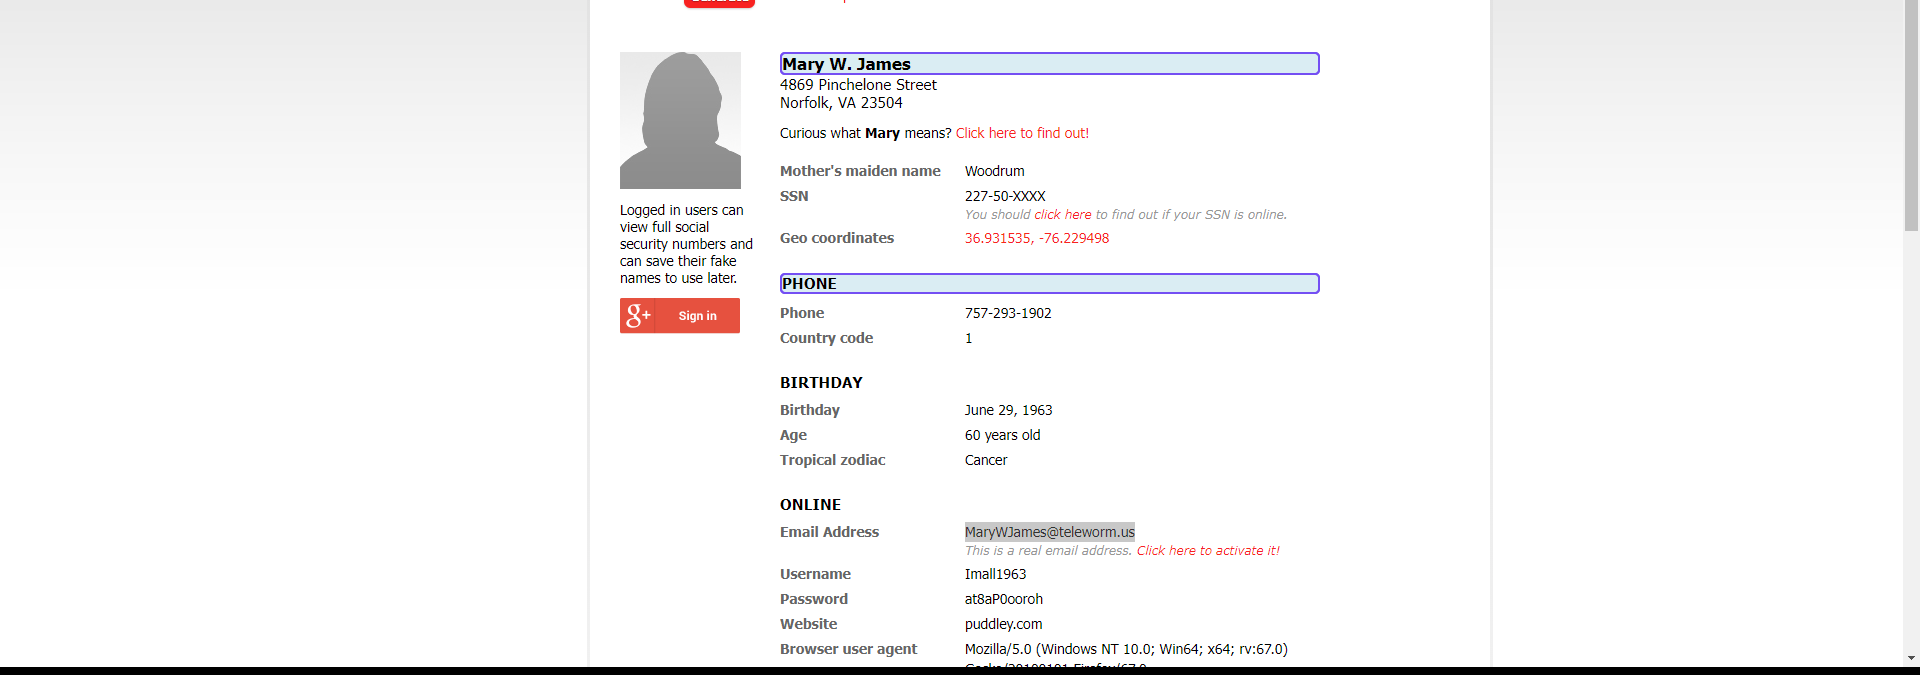 Mary W. James
4869 Pinchelone Street
Norfolk, VA 23504
Curious what Mary means? Click here to find out!
Mother's maiden name Woodrum
SSN 227-50-XXXX
You should click here to find out if your SSN is online.
Geo coordinates 36.931535, -76.229498
Logged in users can
view full social
security numbers and
can save their fake
names to use later.
g+ Sign in
PHONE
Phone 757-293-1902
Country code 1
BIRTHDAY
Birthday June 29, 1963
Age 60 years old
Tropical zodiac Cancer
ONLINE
Email Address MaryWJames@teleworm.us
This is a real email address. Click here to activate it!
Username Imall1963
Password at8aP0ooroh
Website puddley.com
Browser user agent Mozilla/5.0 (Windows NT 10.0; Win64; x64; rv:67.0)